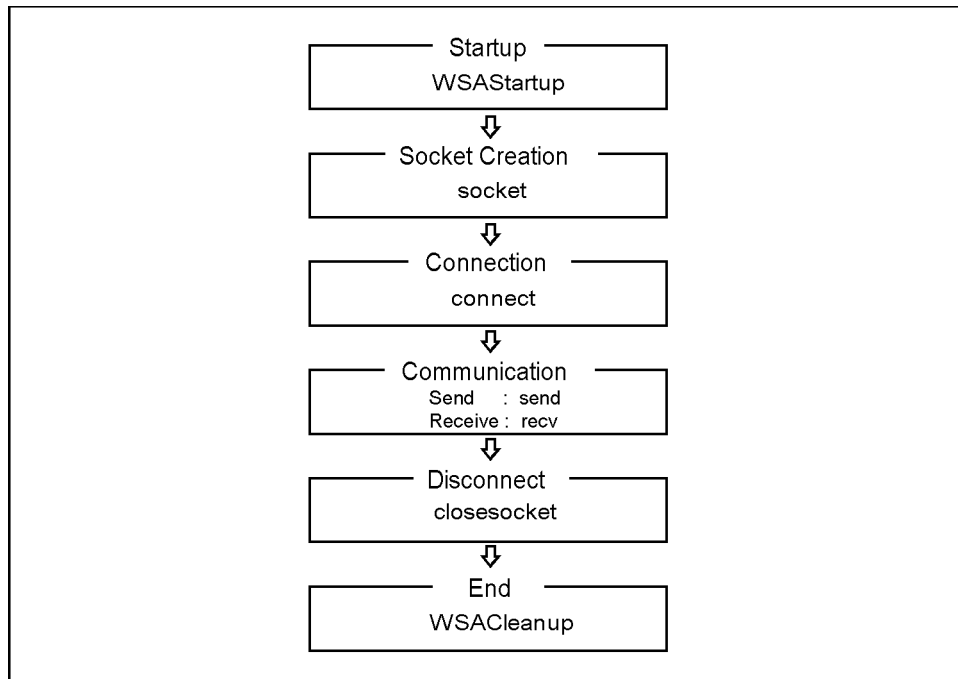 Startup
WSAStartup
Socket Creation
socket
Connection
connect
Communication
Send : send
Receive : recv
Disconnect
closesocket
End
WSACleanup